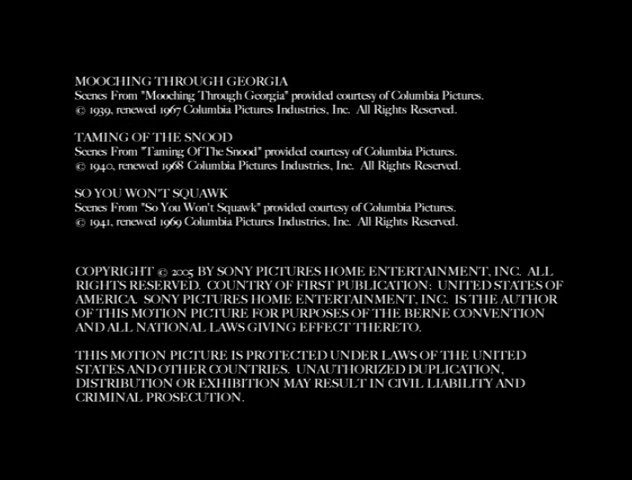 MOOCHING THROUGH GEORGIA
Scenes From "Mooching Through Georgia" provided courtesy of Columbia Pictures.
© 1939, renewed 1967 Columbia Pictures Industries, Inc. All Rights Reserved.
TAMING OF THE SNOOD
Scenes From "Taming Of The Snood" provided courtesy of Columbia Pictures.
© 1940, renewed 1968 Columbia Pictures Industries, Inc. All Rights Reserved.
SO YOU WON'T SQUAWK
Scenes From "So You Won't Squawk" provided courtesy of Columbia Pictures.
© 1941, renewed 1969 Columbia Pictures Industries, Inc. All Rights Reserved.
COPYRIGHT © 2005 BY SONY PICTURES HOME ENTERTAINMENT, INC. ALL
RIGHTS RESERVED. COUNTRY OF FIRST PUBLICATION: UNITED STATES OF
AMERICA. SONY PICTURES HOME ENTERTAINMENT, INC. IS THE AUTHOR
OF THIS MOTION PICTURE FOR PURPOSES OF THE BERNE CONVENTION
AND ALL NATIONAL LAWS GIVING EFFECT THERETO.
THIS MOTION PICTURE IS PROTECTED UNDER LAWS OF THE UNITED
STATES AND OTHER COUNTRIES. UNAUTHORIZED DUPLICATION,
DISTRIBUTION OR EXHIBITION MAY RESULT IN CIVIL LIABILITY AND
CRIMINAL PROSECUTION.